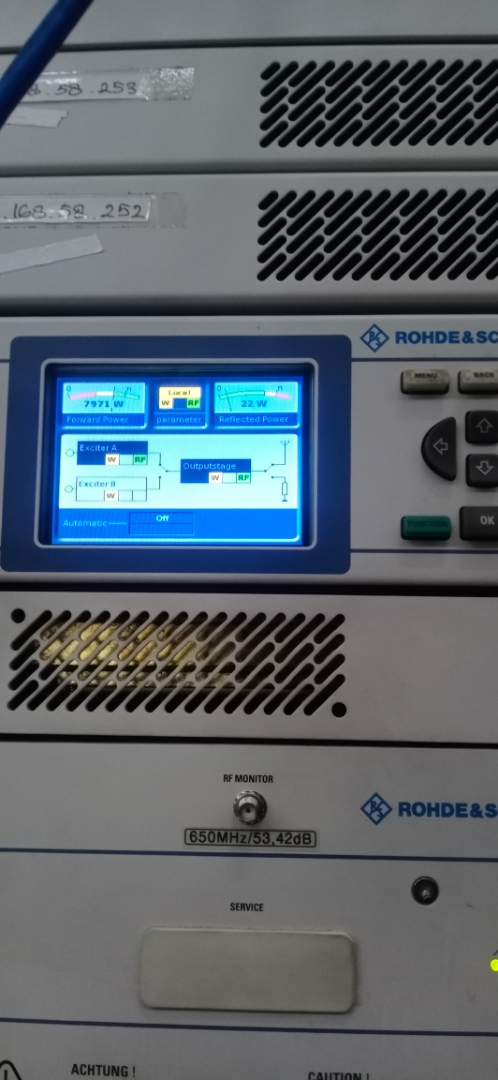 .58.253
.168.58.252
ROHDE&SC
MENU
BACK
0 n
7971 W
Forward Power
Local
W RF
parameter
0 n
22 W
Reflected Power
Exciter A
W RF
Outputstage
W RF
Exciter B
W
Automatic
Off
FUNCTION
OK
RF MONITOR
ROHDE&S
650MHz/53,42dB
SERVICE
ACHTUNG !
CAUTION !